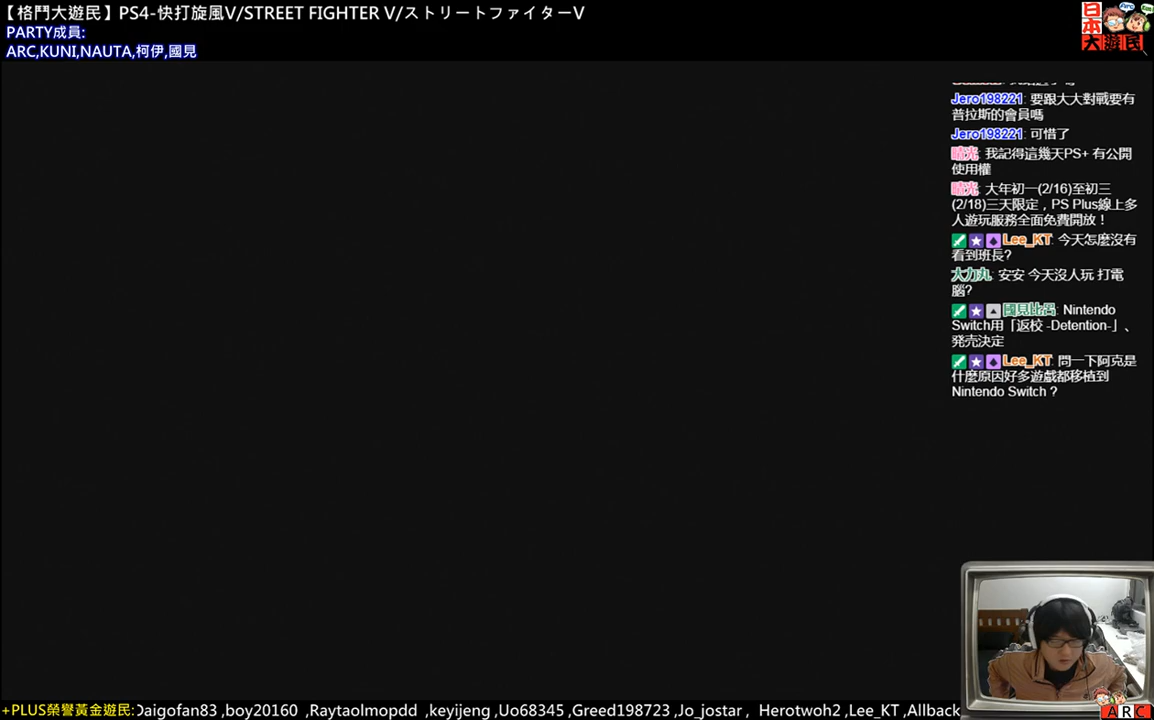 【格鬥大遊民】PS4-快打旋風V/STREET FIGHTER V/ストリートファイターV
PARTY成員:
ARC,KUNI,NAUTA,柯伊,國見
日本
大遊民
Jero198221: 要跟大大對戰要有
普拉斯的會員嗎
Jero198221: 可惜了
晴光: 我記得這幾天PS+ 有公開
使用權
晴光: 大年初一(2/16)至初三
(2/18)三天限定，PS Plus線上多
人遊玩服務全面免費開放！
Lee_KT: 今天怎麼沒有
看到班長?
大力丸: 安安 今天沒人玩 打電
腦?
國見比呂: Nintendo
Switch用「返校 -Detention-」、
発売決定
Lee_KT: 問一下阿克是
什麼原因好多遊戲都移植到
Nintendo Switch ?
ARC
+PLUS榮譽黃金遊民: Daigofan83 ,boy20160 ,Raytaolmopdd ,keyijeng ,Uo68345 ,Greed198723 ,Jo_jostar , Herotwoh2 ,Lee_KT ,Allback